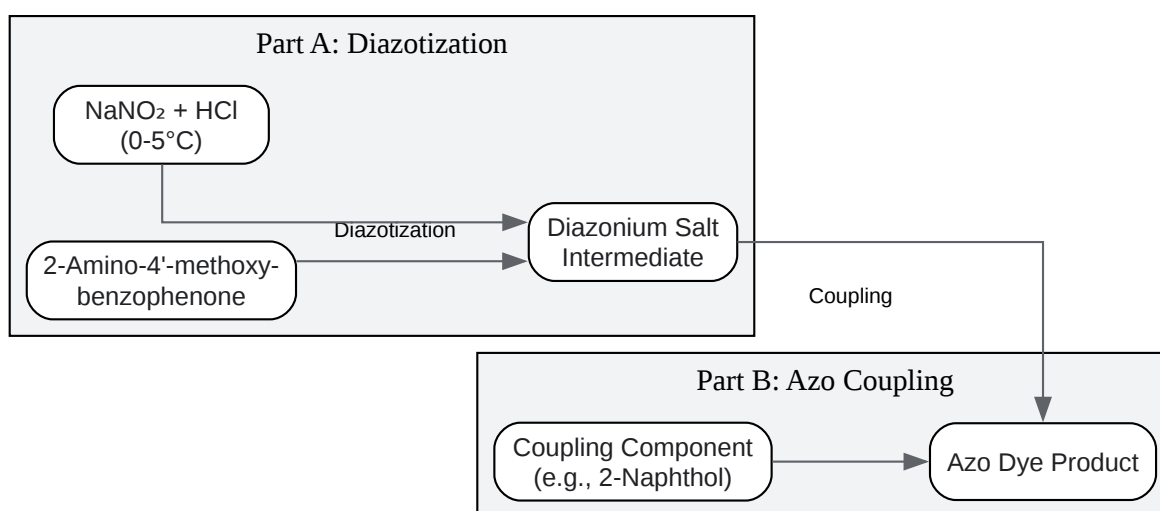 Part A: Diazotization
NaNO₂ + HCl
(0-5°C)
Diazotization
2-Amino-4'-methoxy-
benzophenone
Diazonium Salt
Intermediate
Coupling
Part B: Azo Coupling
Coupling Component
(e.g., 2-Naphthol)
Azo Dye Product